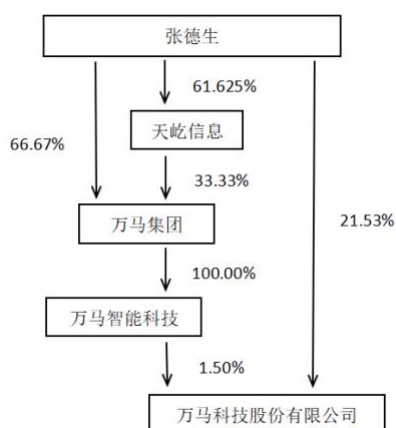 张德生
61.625%
天屹信息
66.67%
33.33%
万马集团
21.53%
100.00%
万马智能科技
1.50%
万马科技股份有限公司